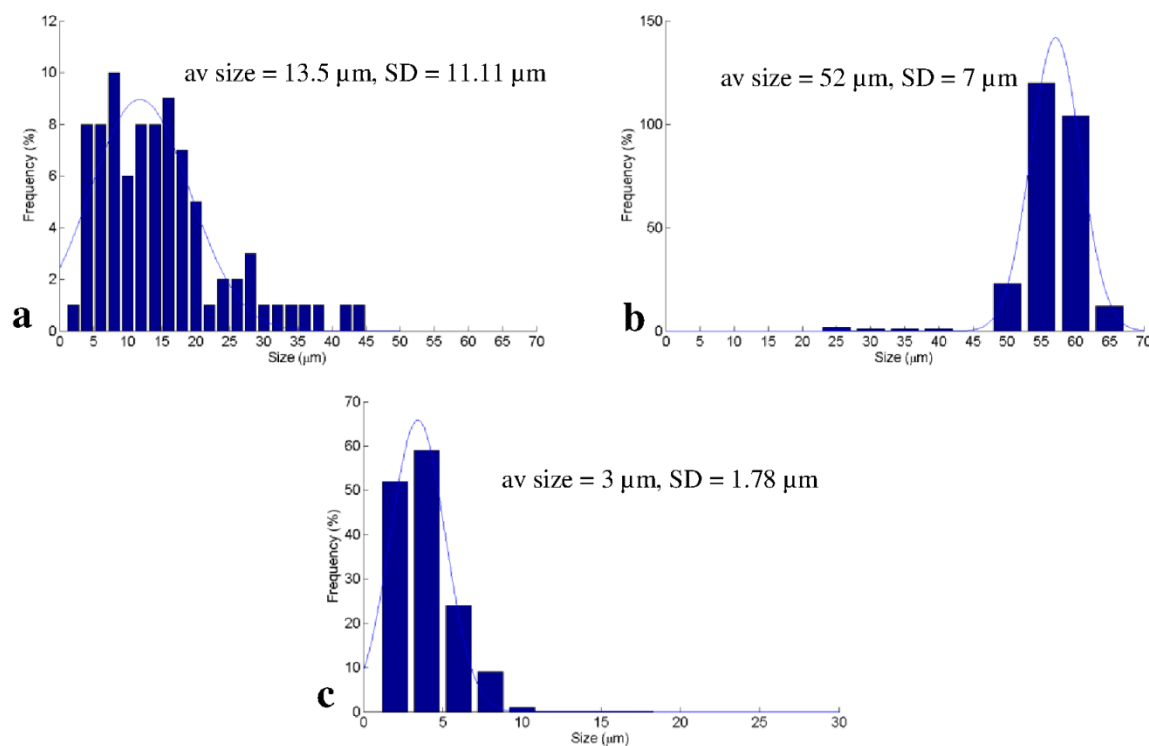 12
10
8
6
4
2
0
Frequency (%)
av size = 13.5 µm, SD = 11.11 µm
0 5 10 15 20 25 30 35 40 45 50 55 60 65 70
Size (µm)
a
150
100
50
0
Frequency (%)
av size = 52 µm, SD = 7 µm
0 5 10 15 20 25 30 35 40 45 50 55 60 65 70
Size (µm)
b
70
60
50
40
30
20
10
0
Frequency (%)
av size = 3 µm, SD = 1.78 µm
0 5 10 15 20 25 30
Size (µm)
c